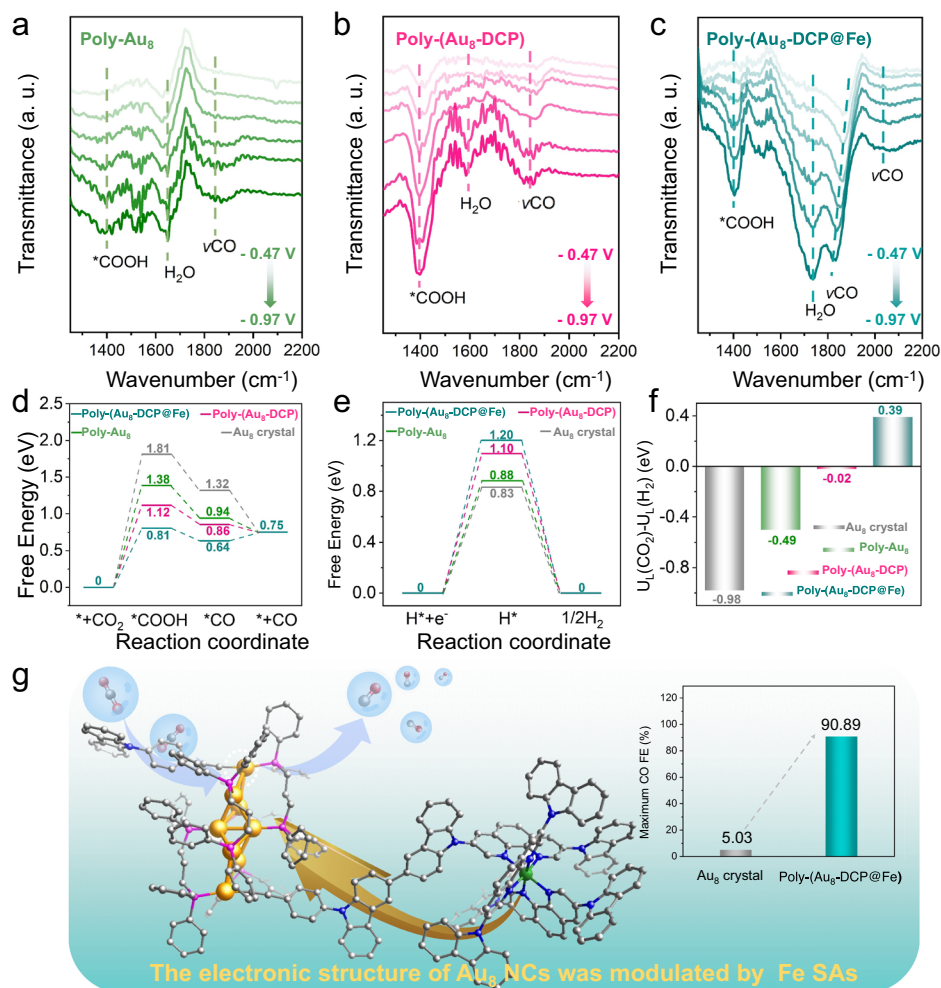 a
Poly-Au₈
Transmittance (a. u.)
*COOH
H₂O
νCO
- 0.47 V
- 0.97 V
1400 1600 1800 2000 2200
Wavenumber (cm⁻¹)
b
Poly-(Au₈-DCP)
Transmittance (a. u.)
*COOH
H₂O
νCO
- 0.47 V
- 0.97 V
1400 1600 1800 2000 2200
Wavenumber (cm⁻¹)
c
Poly-(Au₈-DCP@Fe)
Transmittance (a. u.)
*COOH
νCO
- 0.47 V
νCO
H₂O
- 0.97 V
1400 1600 1800 2000 2200
Wavenumber (cm⁻¹)
d
Free Energy (eV)
2.5
2.0
1.5
1.0
0.5
0.0
Poly-(Au₈-DCP@Fe) Poly-(Au₈-DCP)
Poly-Au₈ Au₈ crystal
1.81
1.38
1.32
1.12
0.94
0.86
0.81
0.75
0.64
0
*+CO₂ *COOH *CO *+CO
Reaction coordinate
e
Free Energy (eV)
1.2
0.8
0.4
0.0
Poly-(Au₈-DCP@Fe) Poly-(Au₈-DCP)
Poly-Au₈ Au₈ crystal
1.20
1.10
0.88
0.83
0 0
H*+e⁻ H* 1/2H₂
Reaction coordinate
f
U_L(CO₂)-U_L(H₂) (eV)
0.4
0.0
-0.4
-0.8
0.39
-0.02
-0.49
-0.98
Au₈ crystal
Poly-Au₈
Poly-(Au₈-DCP)
Poly-(Au₈-DCP@Fe)
g
Maximum CO FE (%)
100
80
60
40
20
0
5.03
90.89
Au₈ crystal Poly-(Au₈-DCP@Fe)
The electronic structure of Au₈ NCs was modulated by Fe SAs